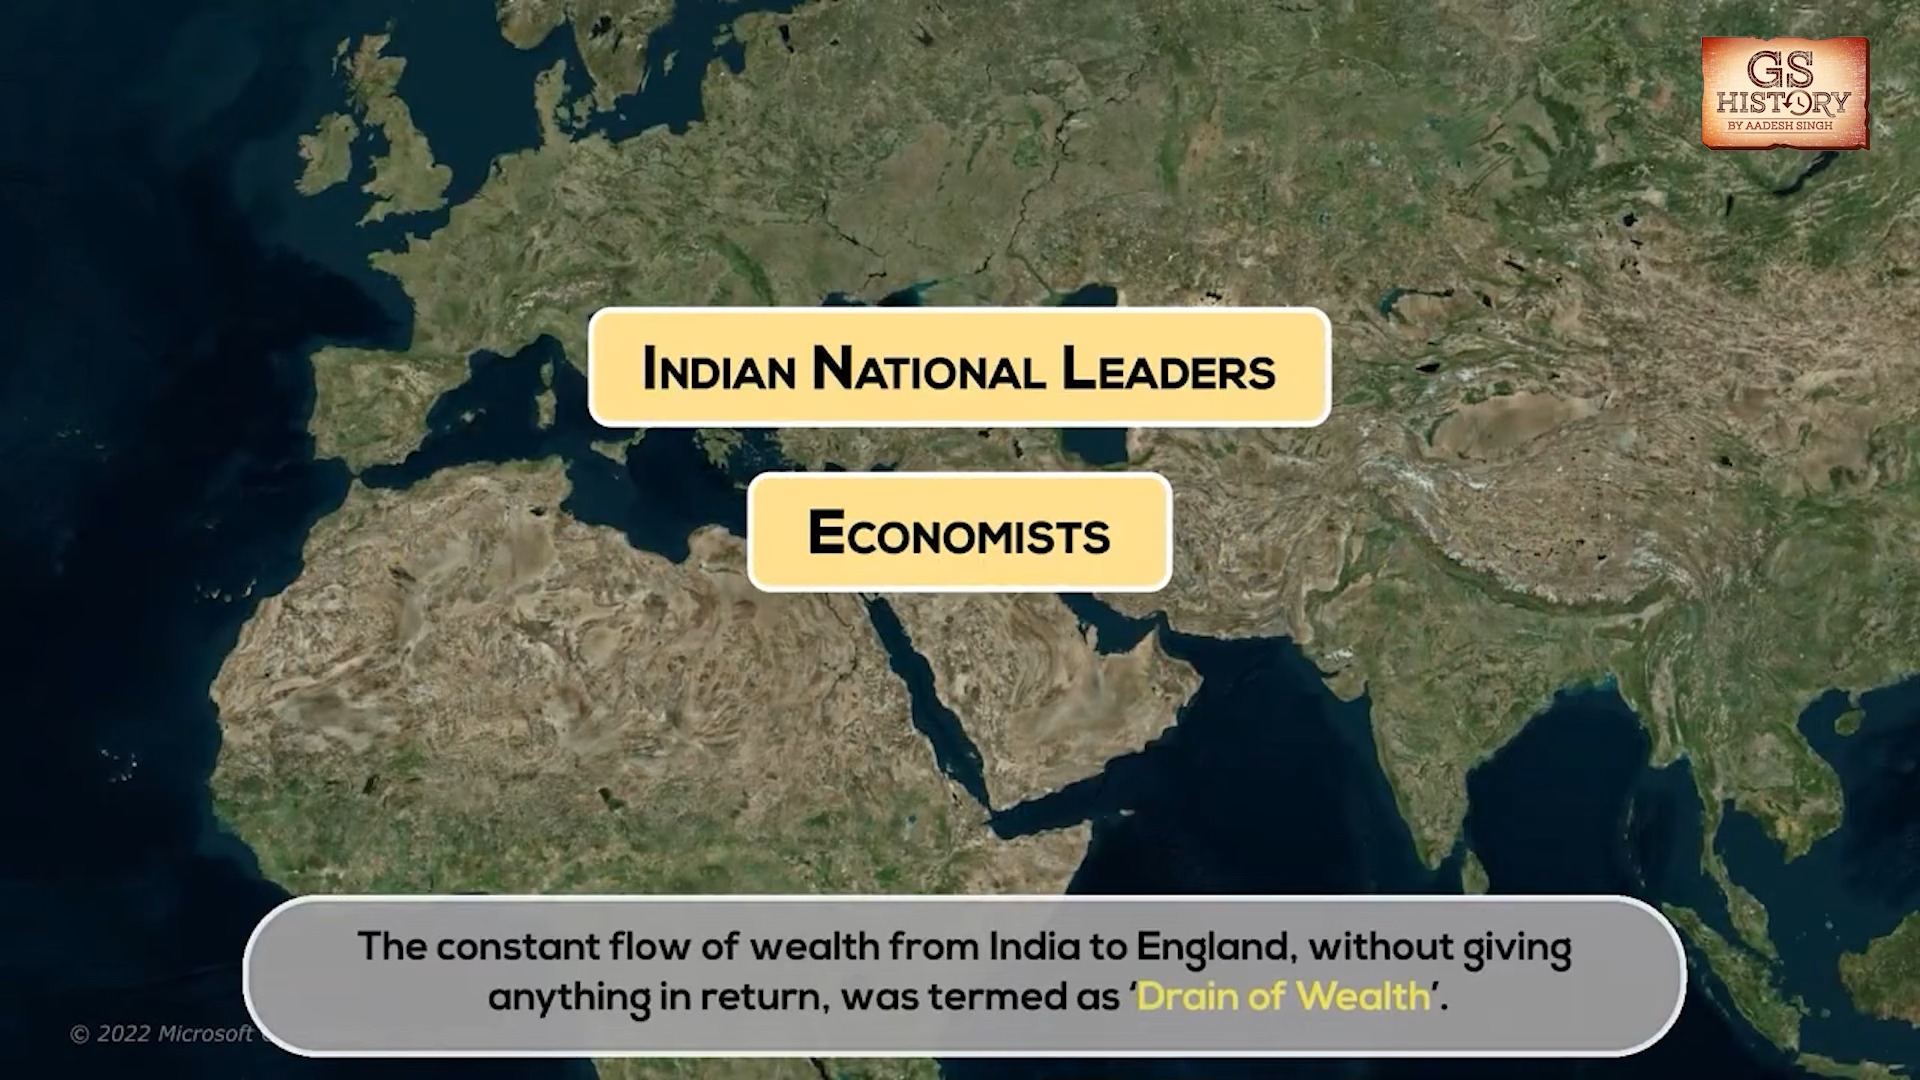 GS
HISTORY
BY AADESH SINGH
INDIAN NATIONAL LEADERS
ECONOMISTS
The constant flow of wealth from India to England, without giving
anything in return, was termed as ‘Drain of Wealth’.
© 2022 Microsoft